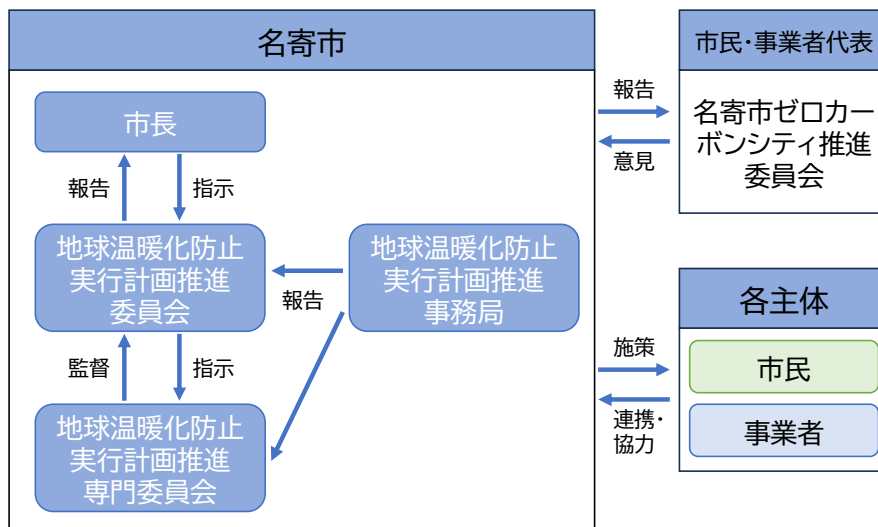 名寄市
市長
報告
指示
地球温暖化防止
実行計画推進
委員会
報告
地球温暖化防止
実行計画推進
事務局
監督
指示
地球温暖化防止
実行計画推進
専門委員会
報告
意見
市民・事業者代表
名寄市ゼロカー
ボンシティ推進
委員会
施策
連携・
協力
各主体
市民
事業者